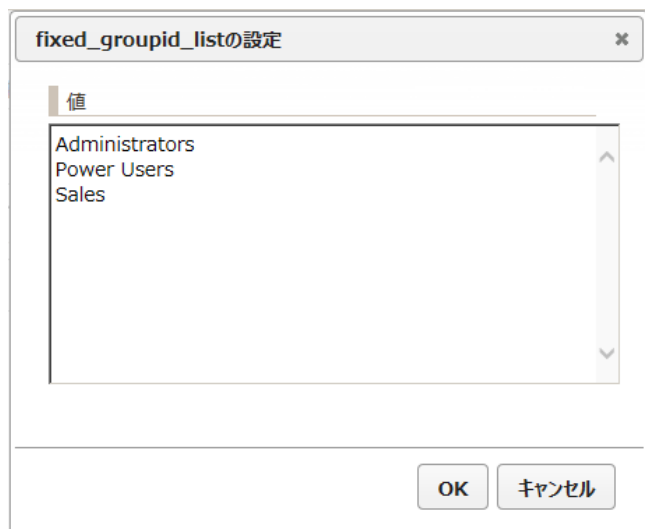 fixed_groupid_listの設定
値
Administrators
Power Users
Sales
OK キャンセル